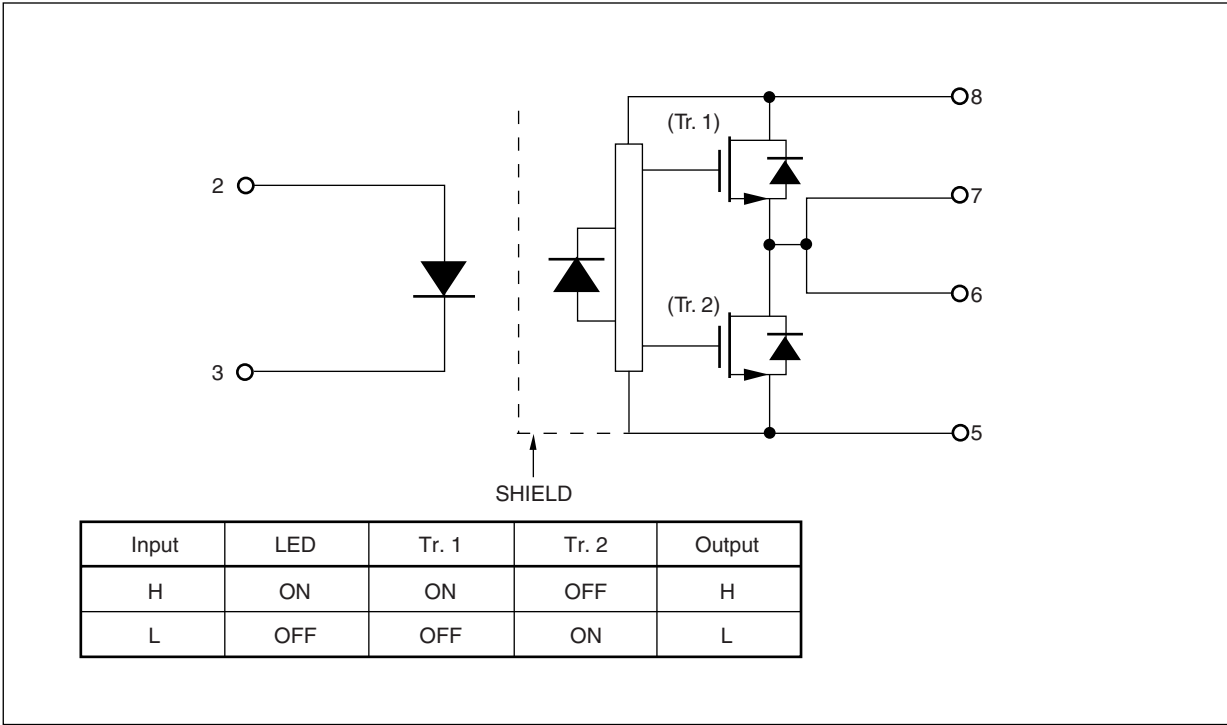 8
(Tr. 1)
2
7
6
(Tr. 2)
3
5
SHIELD
Input LED Tr. 1 Tr. 2 Output
H ON ON OFF H
L OFF OFF ON L